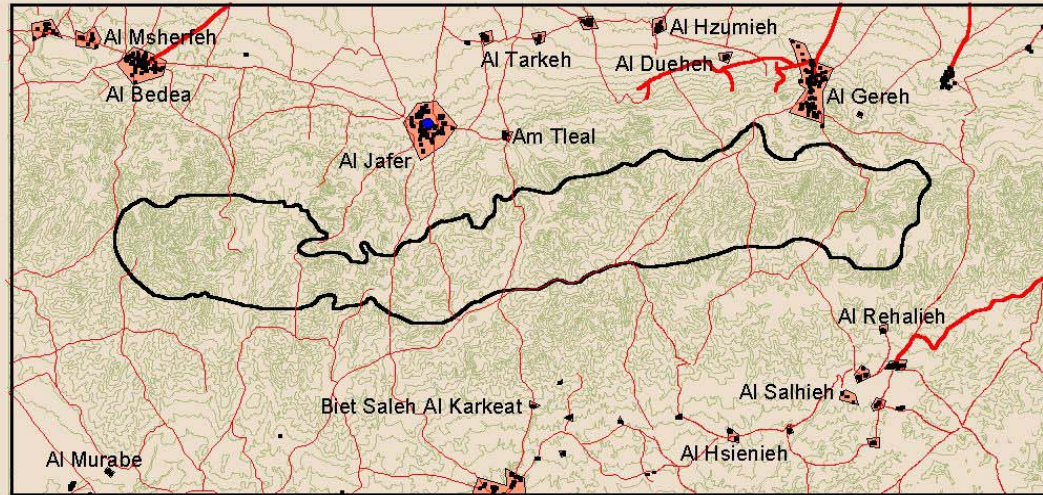 Al Msherfeh
Al Hzumieh
Al Tarkeh
Al Dueheh
Al Bedea
Al Gereh
Am Tleal
Al Jafer
Al Rehalieh
Al Salhieh
Biet Saleh Al Karkeat
Al Hsienieh
Al Murabe